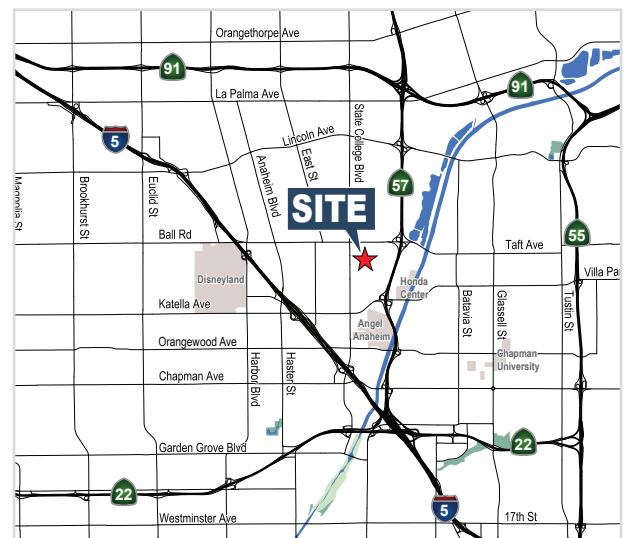 Orangethorpe Ave
91
91
La Palma Ave
5
Lincoln Ave
State College Blvd
East St
Anaheim Blvd
57
Magnolia St
Brookhurst St
Euclid St
SITE
Ball Rd
Taft Ave
55
Disneyland
Honda
Center
Villa Pa
Katella Ave
Batavia St
Glassell St
Tustin St
Angel
Anaheim
Orangewood Ave
Harbor Blvd
Haster St
Chapman
University
Chapman Ave
Garden Grove Blvd
22
22
5
Westminster Ave
17th St